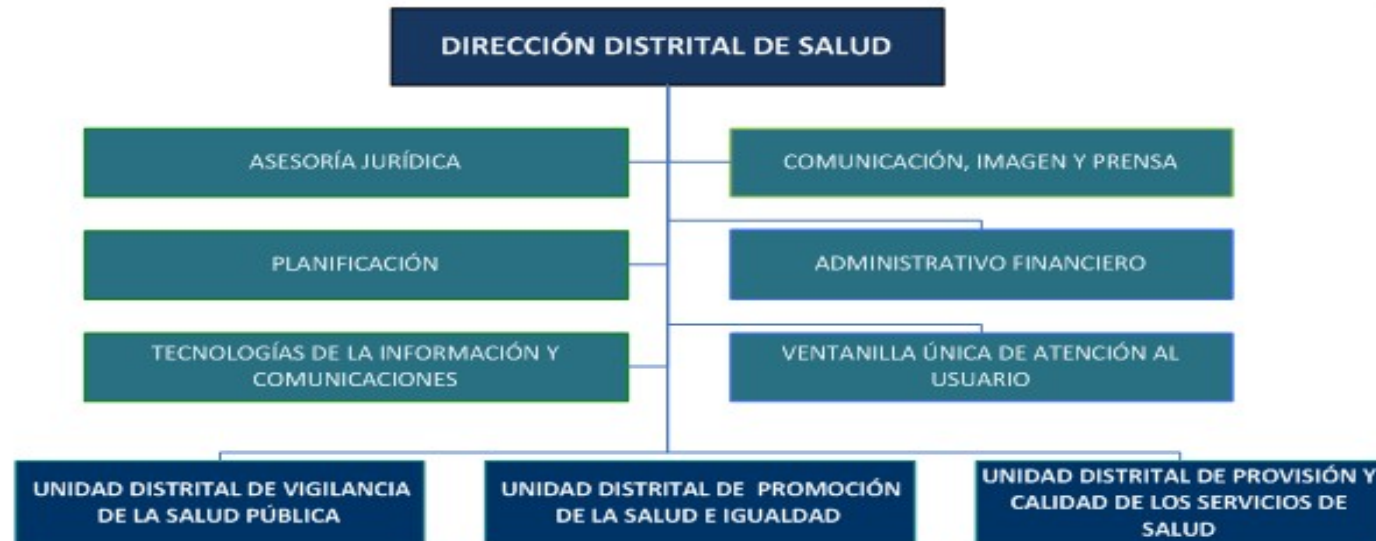 DIRECCIÓN DISTRITAL DE SALUD
ASESORÍA JURÍDICA
COMUNICACIÓN, IMAGEN Y PRENSA
PLANIFICACIÓN
ADMINISTRATIVO FINANCIERO
TECNOLOGÍAS DE LA INFORMACIÓN Y
COMUNICACIONES
VENTANILLA ÚNICA DE ATENCIÓN AL
USUARIO
UNIDAD DISTRITAL DE VIGILANCIA
DE LA SALUD PÚBLICA
UNIDAD DISTRITAL DE PROMOCIÓN
DE LA SALUD E IGUALDAD
UNIDAD DISTRITAL DE PROVISIÓN Y
CALIDAD DE LOS SERVICIOS DE
SALUD